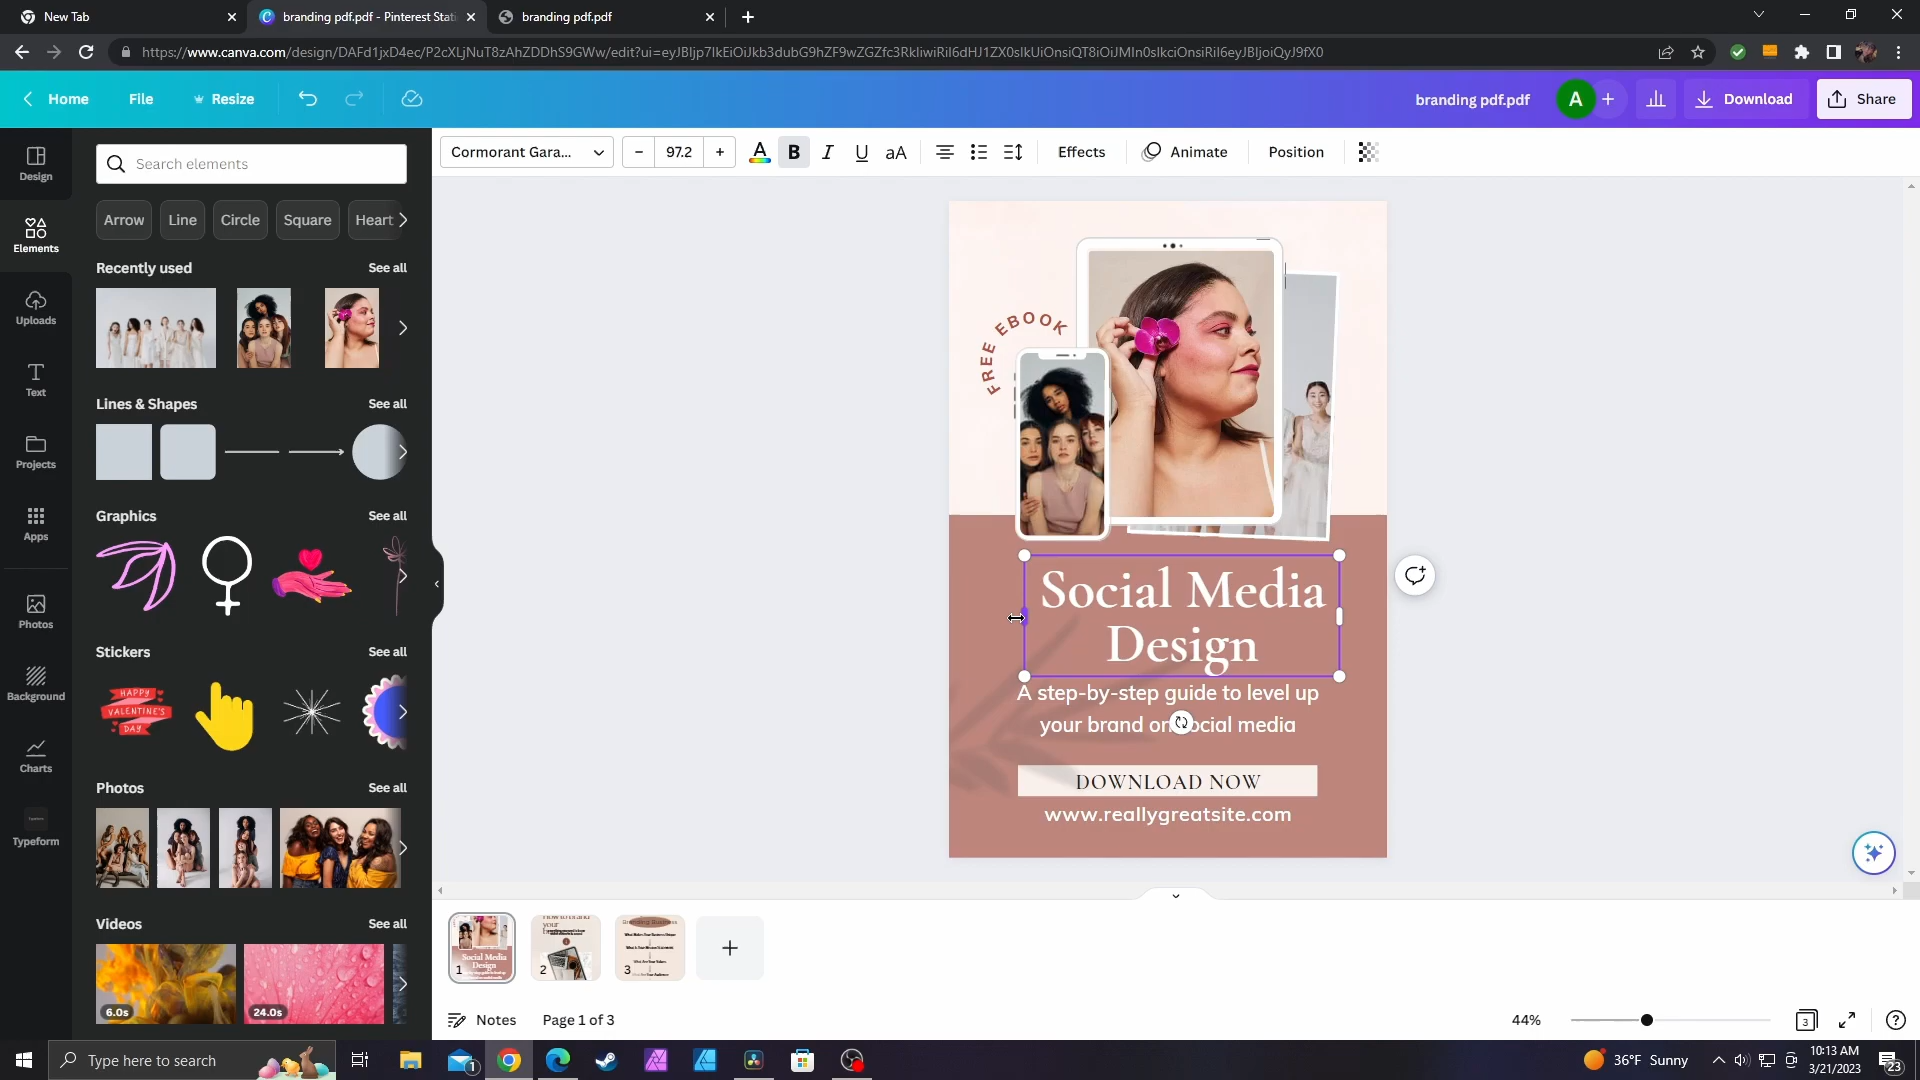 New Tab
branding pdf.pdf - Pinterest Stati
branding pdf.pdf
https://www.canva.com/design/DAFd1jxD4ec/P2cXLjNuT8zAhZDDhS9GWw/edit?ui=
Home
File
Resize
branding pdf.pdf
A
Download
Share
Cormorant Gara...
97.2
A
B
I
U
aA
Effects
Animate
Position
Design
Elements
Uploads
Text
Projects
Apps
Photos
Background
Charts
Typeform
Search elements
Arrow
Line
Circle
Square
Heart
Recently used
See all
Lines & Shapes
See all
Graphics
See all
Stickers
See all
HAPPY
VALENTINE'S
DAY
Photos
See all
Videos
See all
6.0s
24.0s
FREE EBOOK
Social Media
Design
A step-by-step guide to level up
your brand on social media
DOWNLOAD NOW
www.reallygreatsite.com
Social Media
Design
1
2
3
Notes
Page 1 of 3
44%
3
Type here to search
1
36°F Sunny
10:13 AM
3/21/2023
23